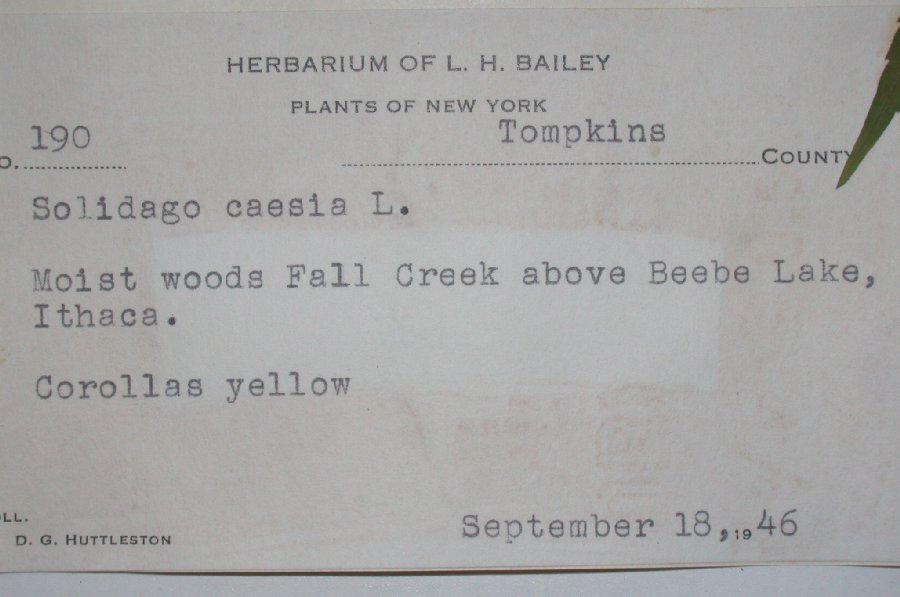 HERBARIUM OF L. H. BAILEY
PLANTS OF NEW YORK
190 Tompkins COUNTY
Solidago caesia L.
Moist woods Fall Creek above Beebe Lake,
Ithaca.
Corollas yellow
D. G. HUTTLESTON
September 18, 1946